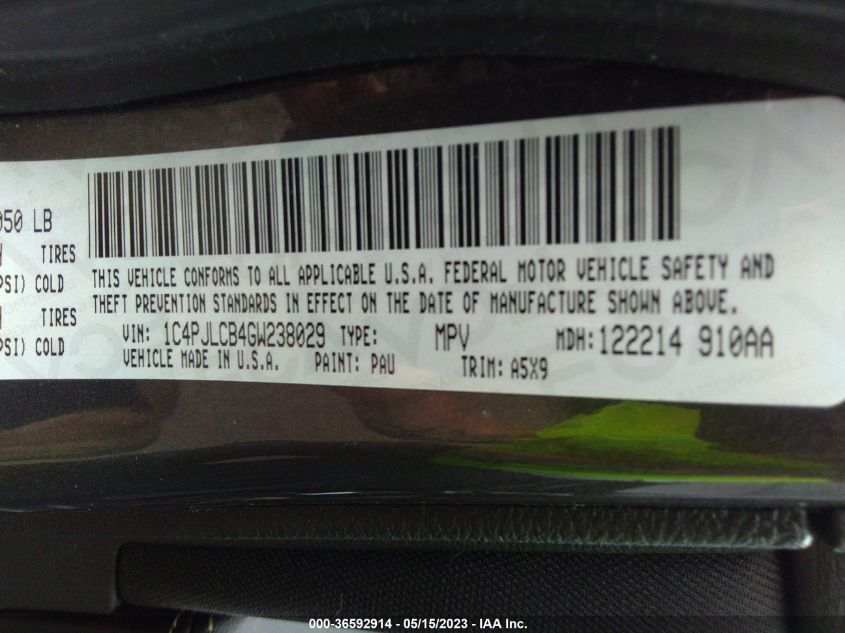 050 LB
TIRES
PSI) COLD
TIRES
PSI) COLD
THIS VEHICLE CONFORMS TO ALL APPLICABLE U.S.A. FEDERAL MOTOR VEHICLE SAFETY AND
THEFT PREVENTION STANDARDS IN EFFECT ON THE DATE OF MANUFACTURE SHOWN ABOVE.
VIN: 1C4PJLCB4GW238029 TYPE: MPV MDH: 122214 910AA
VEHICLE MADE IN U.S.A. PAINT: PAU TRIM: A5X9
000-36592914 - 05/15/2023 - IAA Inc.